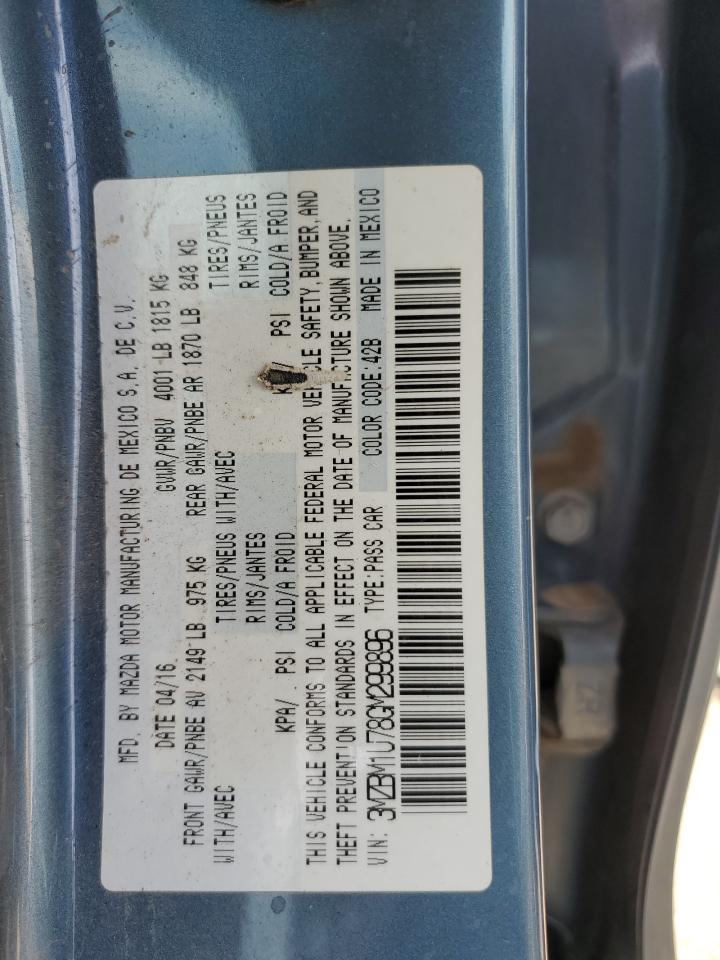 MFD. BY MAZDA MOTOR MANUFACTURING DE MEXICO S.A. DE C.V.
DATE 04/16 GVWR/PNBV 4001 LB 1815 KG
FRONT GAWR/PNBE AV 2149 LB 975 KG REAR GAWR/PNBE AR 1870 LB 848 KG
WITH/AVEC TIRES/PNEUS WITH/AVEC TIRES/PNEUS
RIMS/JANTES RIMS/JANTES
KPA/ PSI COLD/A FROID PSI COLD/A FROID
THIS VEHICLE CONFORMS TO ALL APPLICABLE FEDERAL MOTOR VEHICLE SAFETY, BUMPER, AND
THEFT PREVENTION STANDARDS IN EFFECT ON THE DATE OF MANUFACTURE SHOWN ABOVE.
VIN: 3MZBM1U78GM299896 TYPE:PASS CAR COLOR CODE:42B MADE IN MEXICO